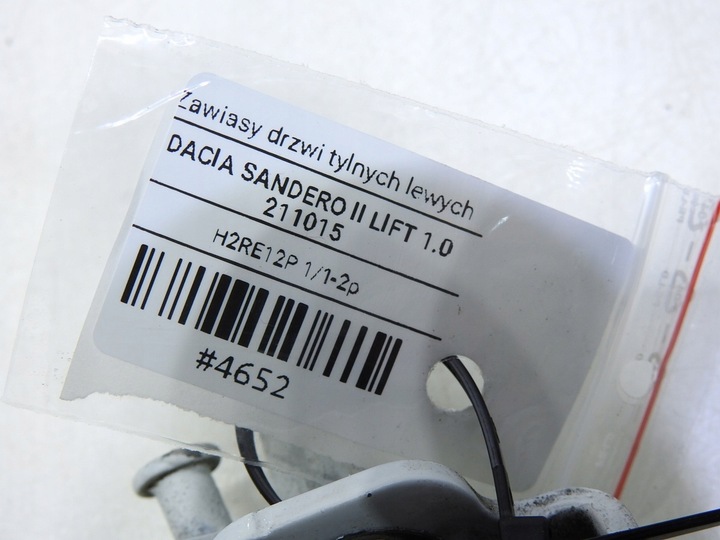 Zawiasy drzwi tylnych lewych
DACIA SANDERO II LIFT 1.0
211015
H2RE12P 1/1-2p
#4652